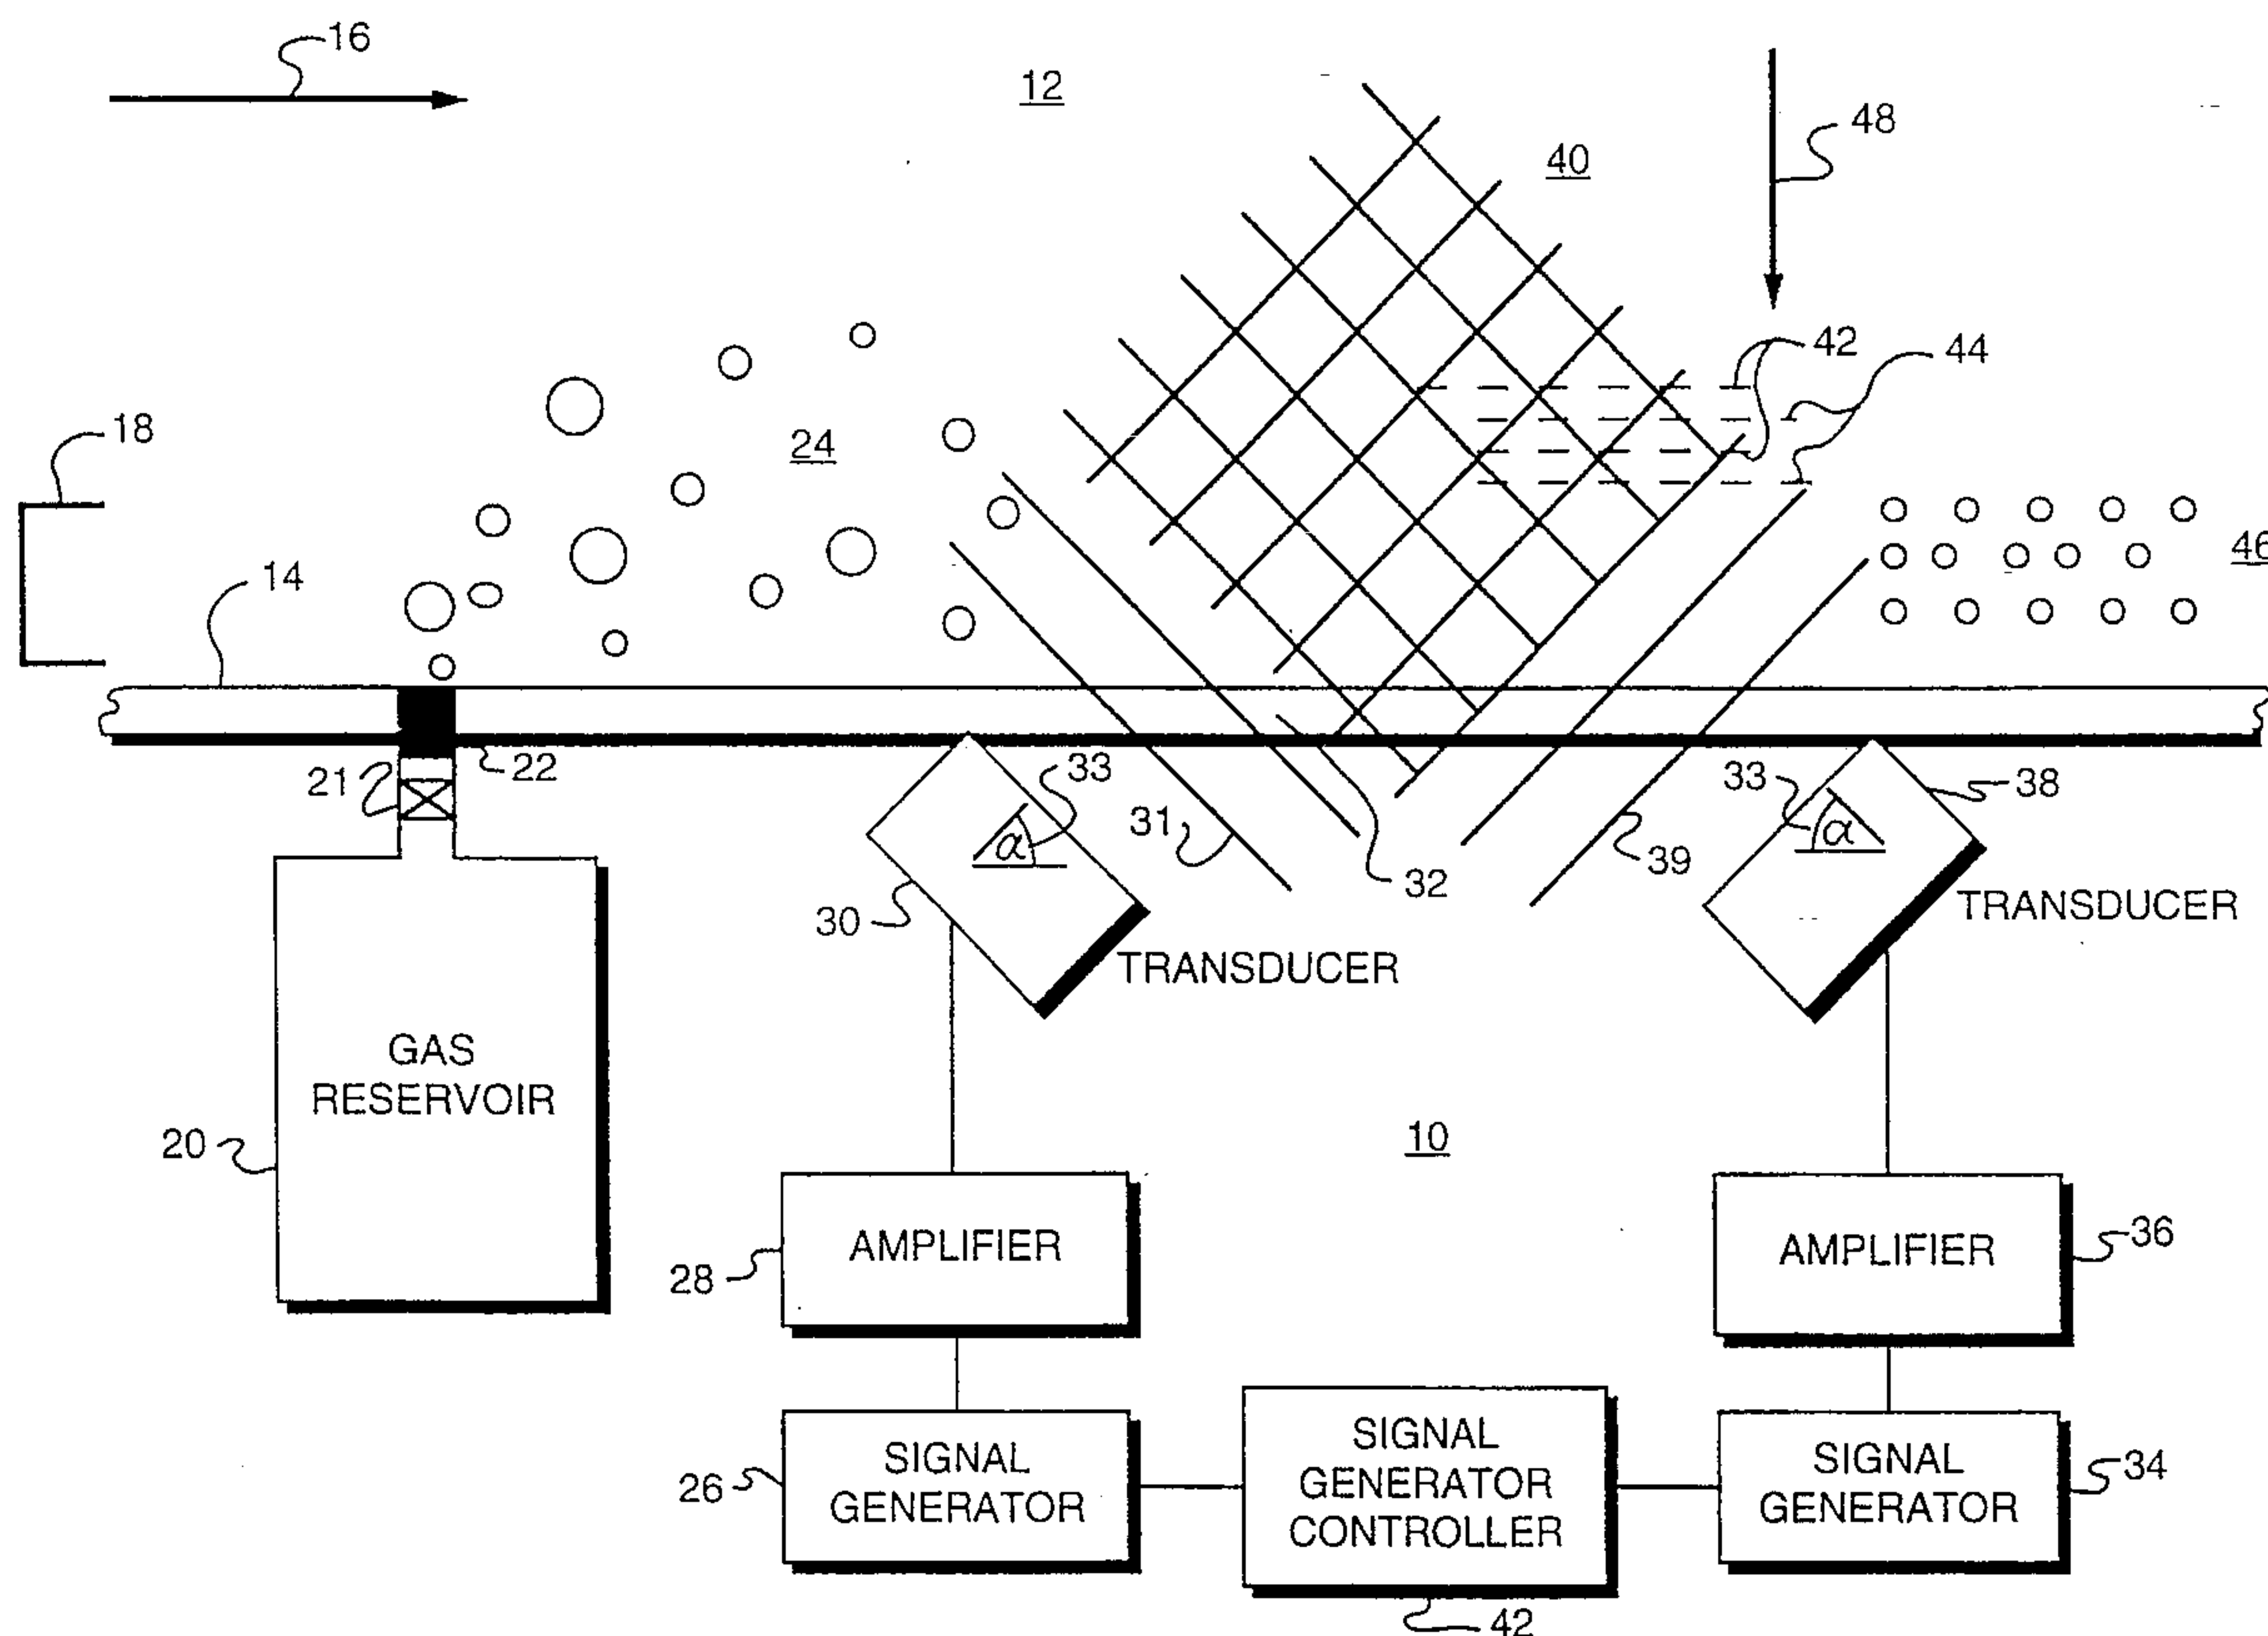 16
12
40
48
42
44
18
24
46
14
21
22
33
α
31
32
33
α
38
39
30
TRANSDUCER
TRANSDUCER
GAS
RESERVOIR
20
10
AMPLIFIER
28
AMPLIFIER
36
SIGNAL
GENERATOR
26
SIGNAL
GENERATOR
CONTROLLER
42
SIGNAL
GENERATOR
34